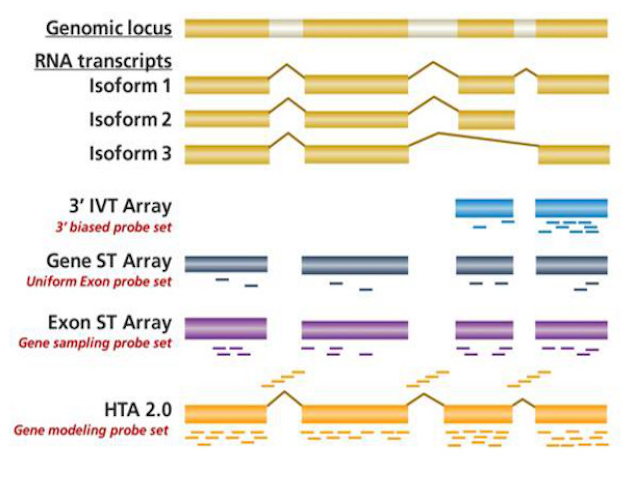 Genomic locus
RNA transcripts
Isoform 1
Isoform 2
Isoform 3
3’ IVT Array
3’ biased probe set
Gene ST Array
Uniform Exon probe set
Exon ST Array
Gene sampling probe set
HTA 2.0
Gene modeling probe set